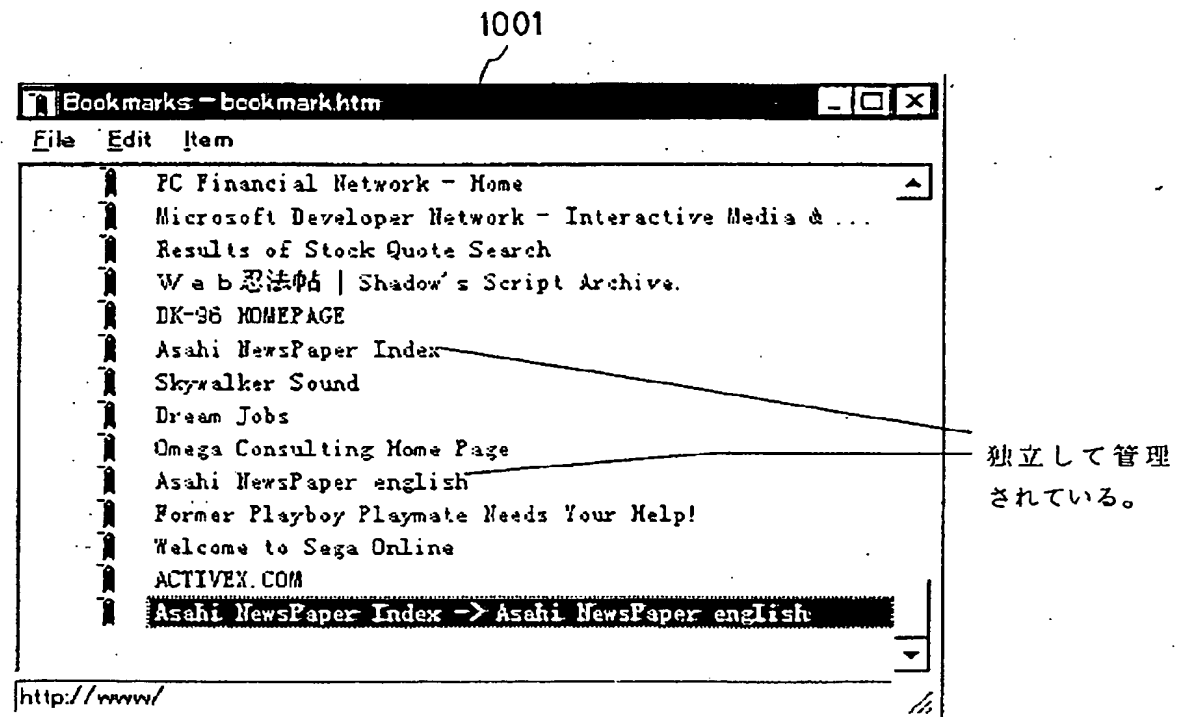 1001
Bookmarks - bookmark.htm
File Edit Item
PC Financial Network - Home
Microsoft Developer Network - Interactive Media & ...
Results of Stock Quote Search
Ｗｅｂ忍法帖 | Shadow's Script Archive.
DK-96 HOMEPAGE
Asahi NewsPaper Index
Skywalker Sound
Dream Jobs
Omega Consulting Home Page
Asahi NewsPaper english
Former Playboy Playmate Needs Your Help!
Welcome to Sega Online
ACTIVEX.COM
Asahi NewsPaper Index -> Asahi NewsPaper english
独立して管理
されている。
http://www/